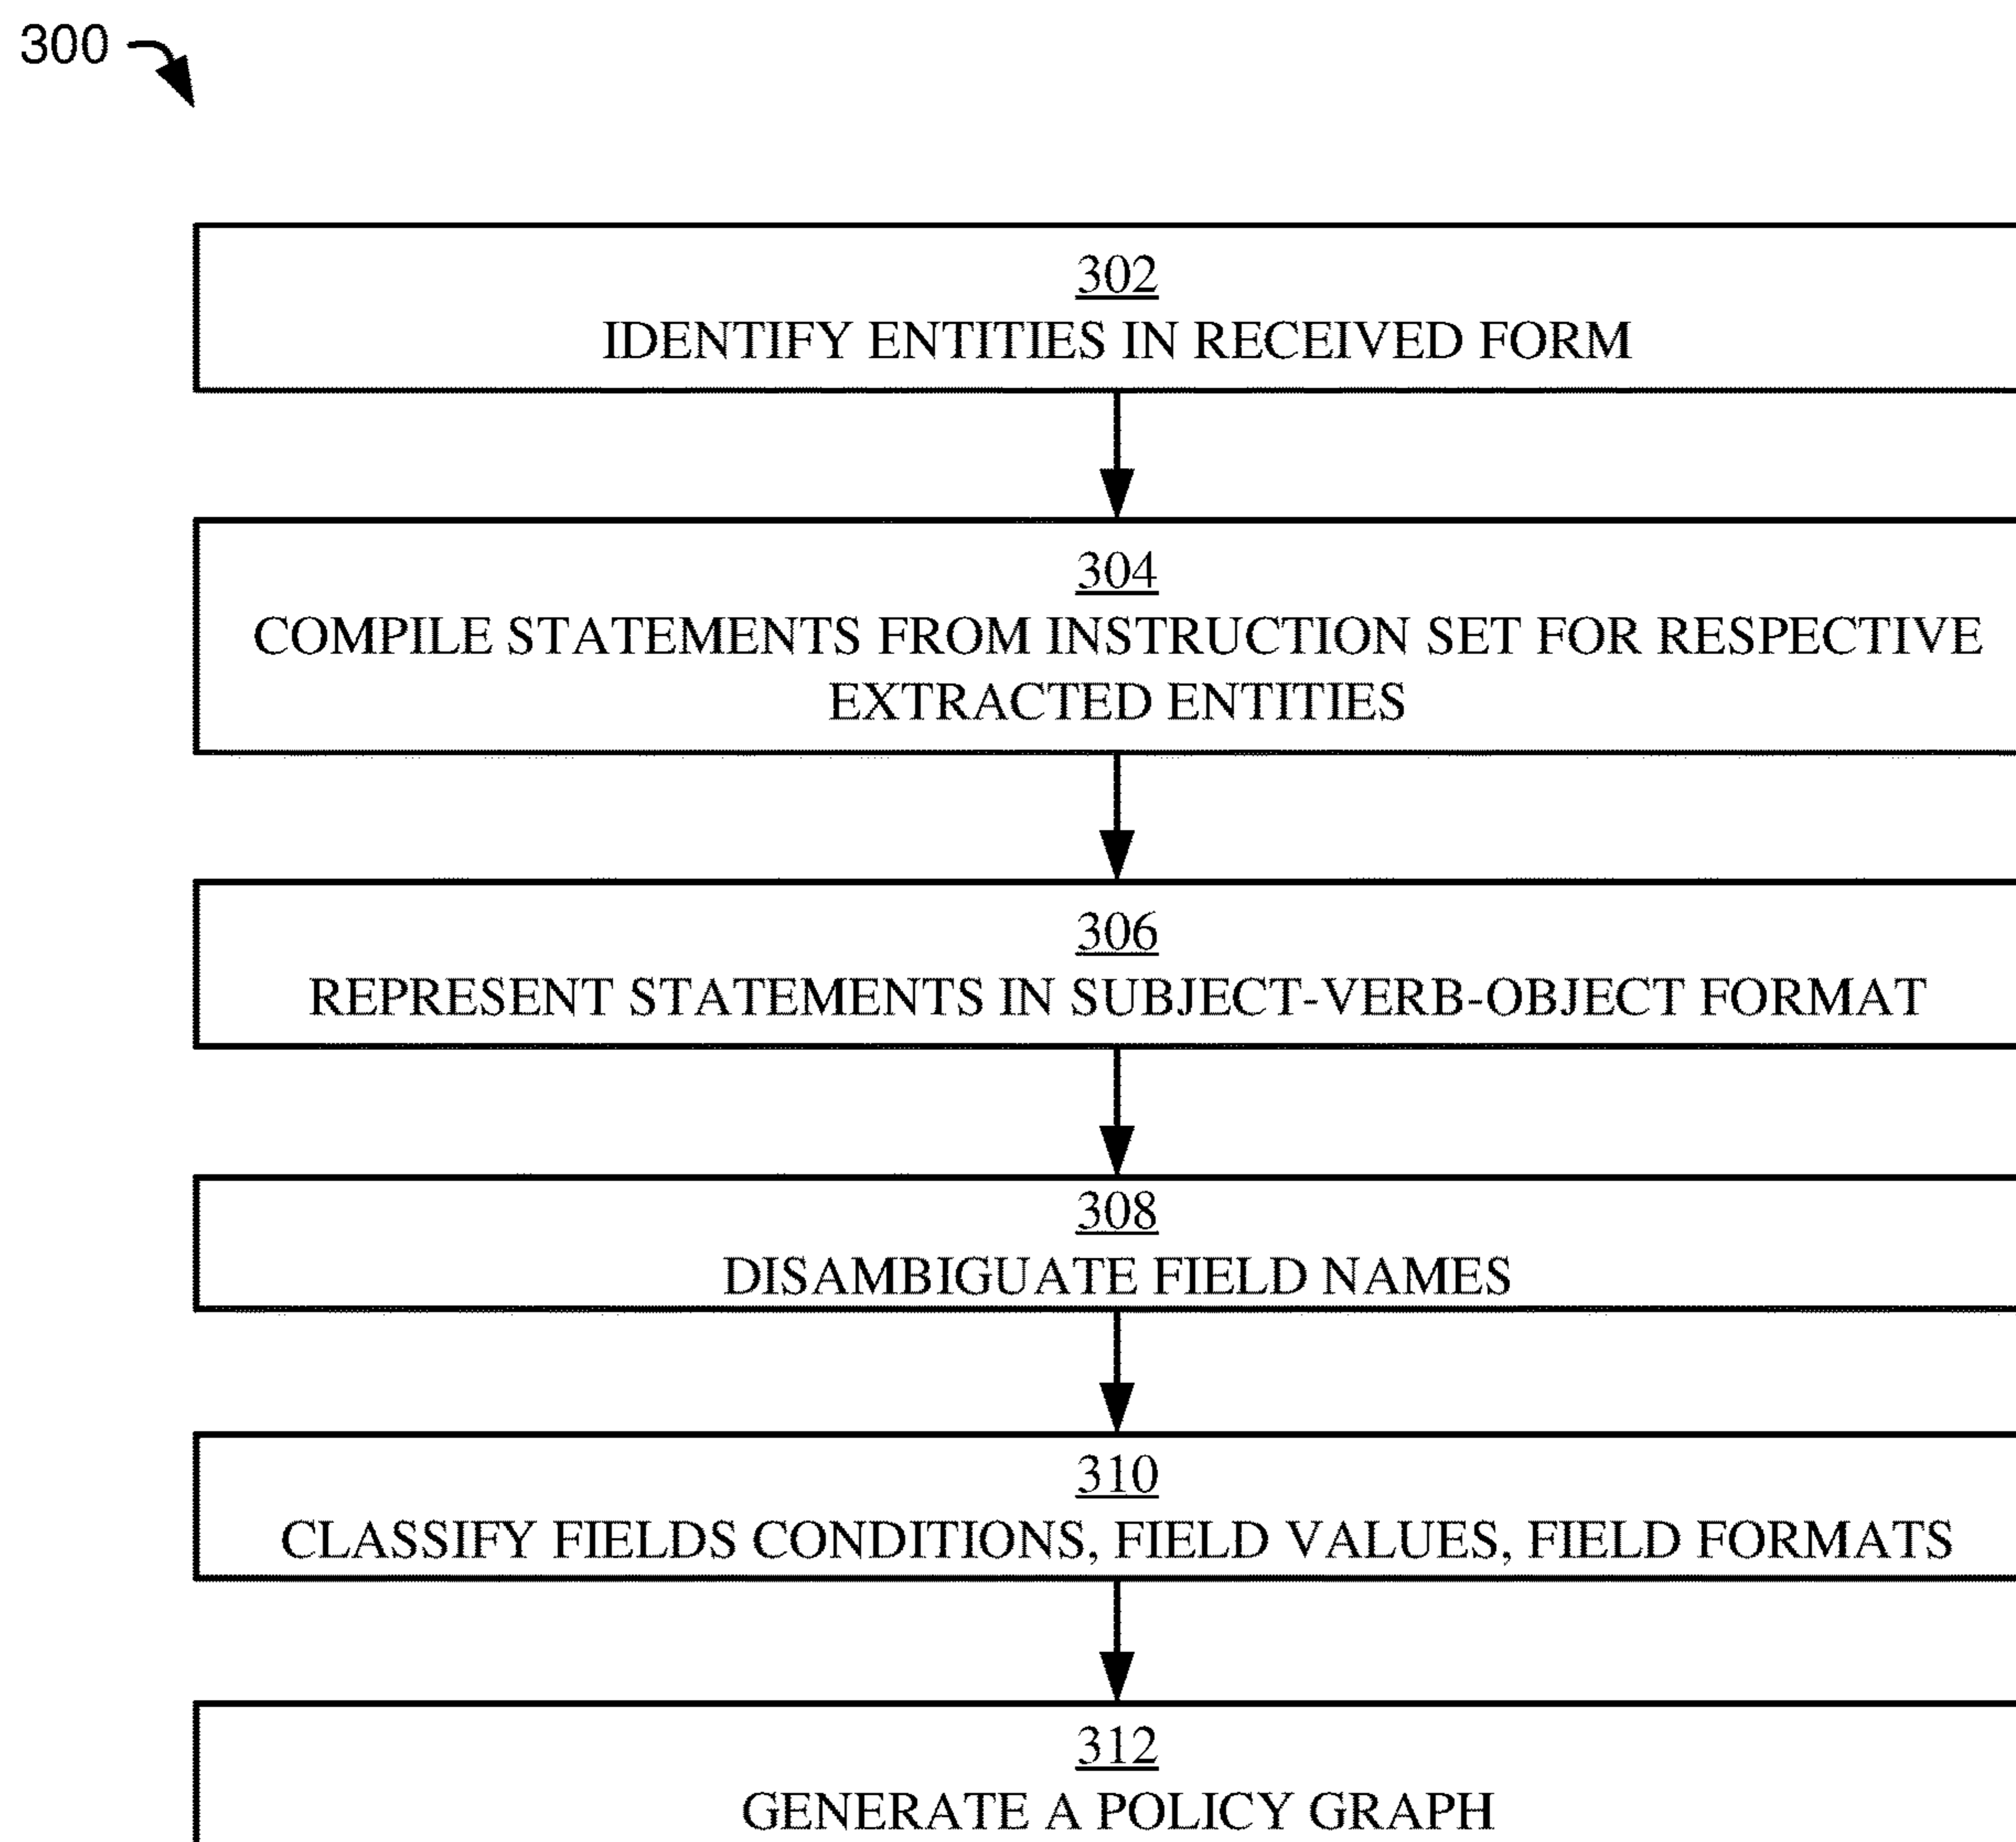 300
302
IDENTIFY ENTITIES IN RECEIVED FORM
304
COMPILE STATEMENTS FROM INSTRUCTION SET FOR RESPECTIVE
EXTRACTED ENTITIES
306
REPRESENT STATEMENTS IN SUBJECT-VERB-OBJECT FORMAT
308
DISAMBIGUATE FIELD NAMES
310
CLASSIFY FIELDS CONDITIONS, FIELD VALUES, FIELD FORMATS
312
GENERATE A POLICY GRAPH